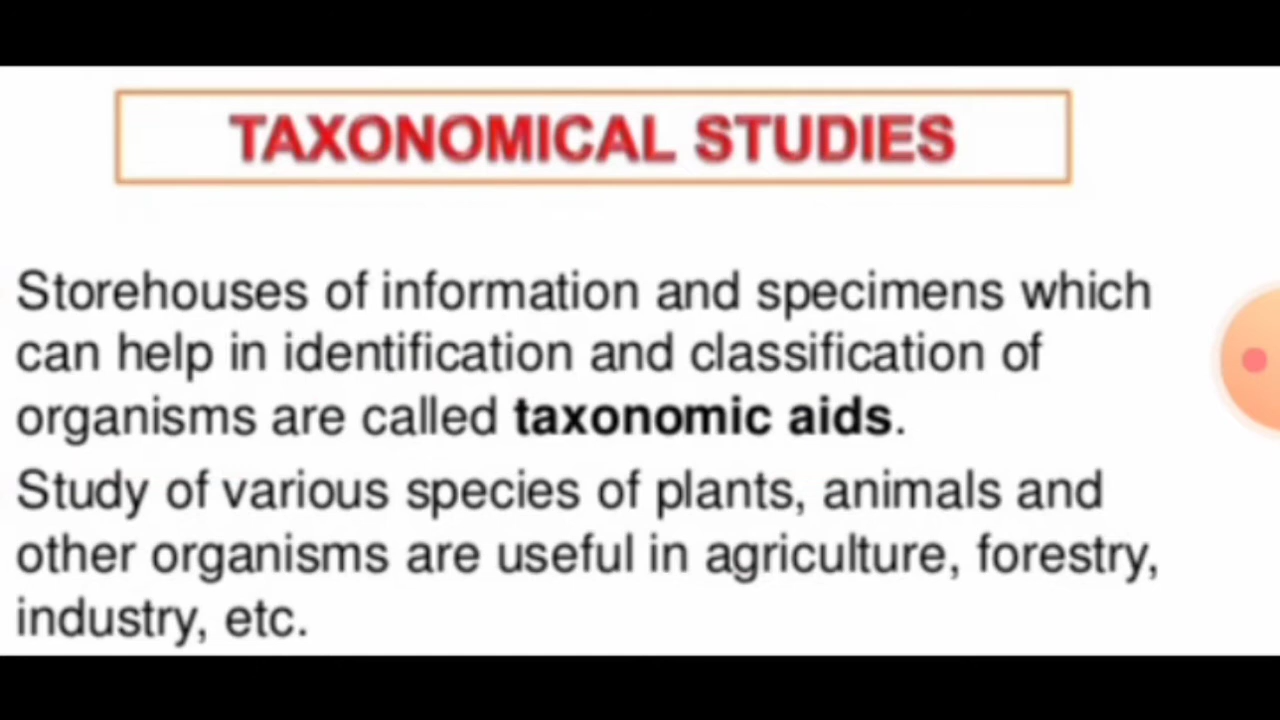 TAXONOMICAL STUDIES
Storehouses of information and specimens which
can help in identification and classification of
organisms are called taxonomic aids.
Study of various species of plants, animals and
other organisms are useful in agriculture, forestry,
industry, etc.